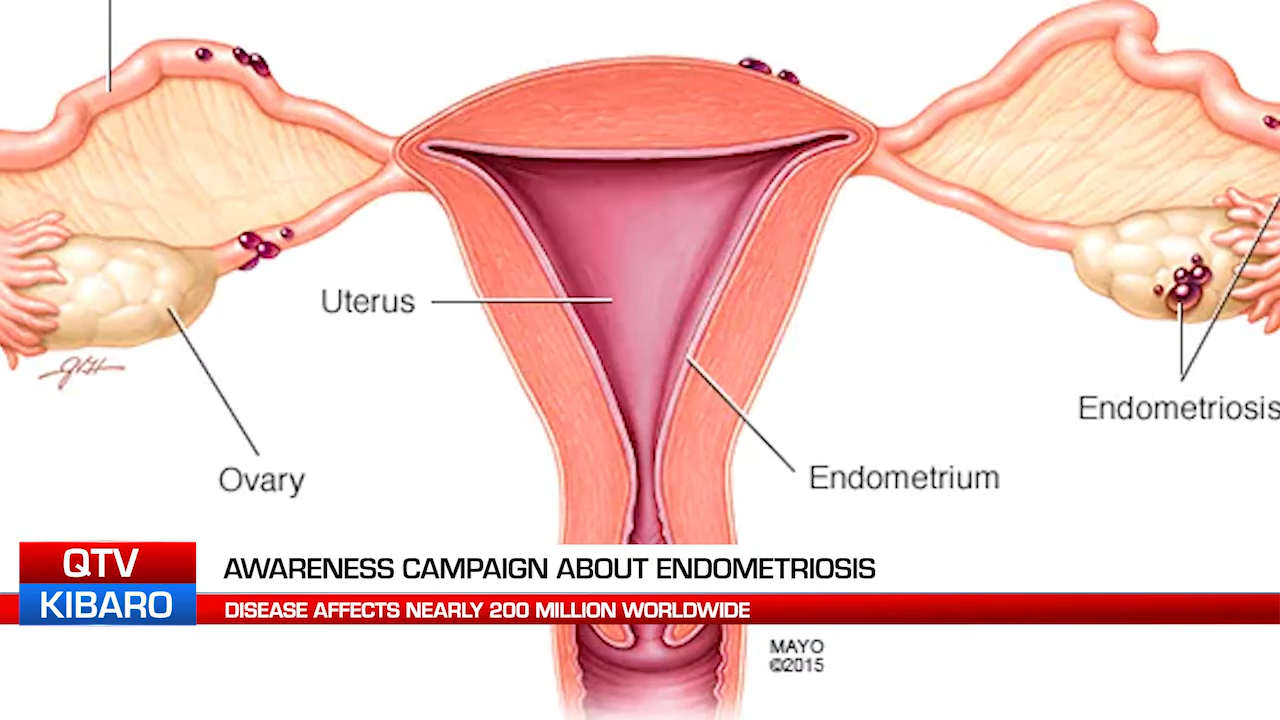 Uterus
Endometriosis
Ovary
Endometrium
QTV
KIBARO
AWARENESS CAMPAIGN ABOUT ENDOMETRIOSIS
DISEASE AFFECTS NEARLY 200 MILLION WORLDWIDE
MAYO
©2015